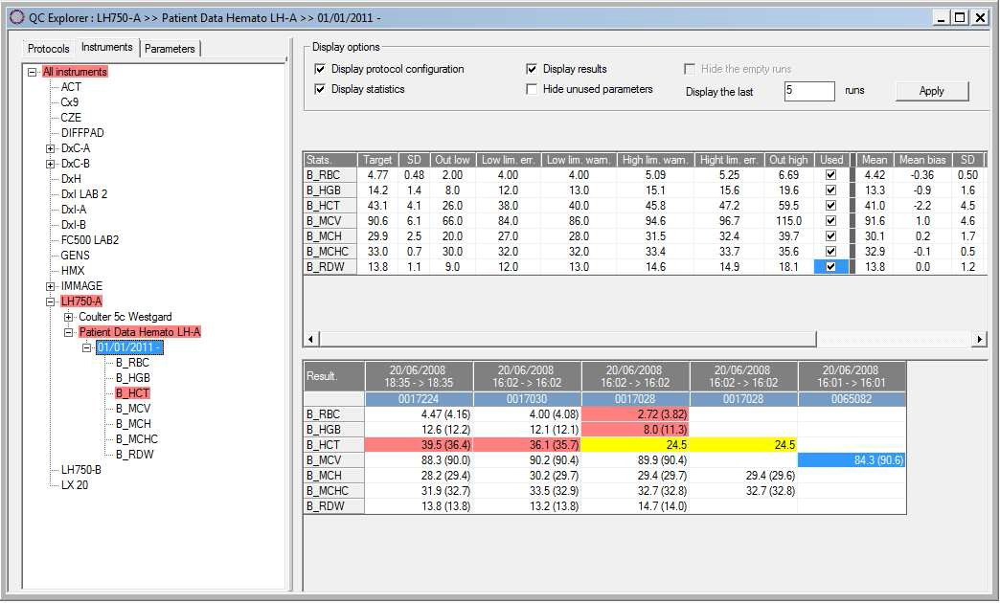 QC Explorer : LH750-A >> Patient Data Hemato LH-A >> 01/01/2011 -
Protocols Instruments Parameters
All instruments
ACT
Cx9
CZE
DIFFPAD
DxC-A
DxC-B
DxH
DxI LAB 2
DxI-A
DxI-B
FC500 LAB2
GENS
HMX
IMMAGE
LH750-A
Coulter 5c Westgard
Patient Data Hemato LH-A
01/01/2011 -
B_RBC
B_HGB
B_HCT
B_MCV
B_MCH
B_MCHC
B_RDW
LH750-B
LX 20
Display options
Display protocol configuration Display results Hide the empty runs
Display statistics Hide unused parameters Display the last 5 runs Apply
Stats. Target SD Out low Low lim. err. Low lim. warn. High lim. warn. Hight lim. err. Out high Used Mean Mean bias SD
B_RBC 4.77 0.48 2.00 4.00 4.00 5.09 5.25 6.69 4.42 -0.36 0.50
B_HGB 14.2 1.4 8.0 12.0 13.0 15.1 15.6 19.6 13.3 -0.9 1.6
B_HCT 43.1 4.1 26.0 38.0 40.0 45.8 47.2 59.5 41.0 -2.2 4.5
B_MCV 90.6 6.1 66.0 84.0 86.0 94.6 96.7 115.0 91.6 1.0 4.6
B_MCH 29.9 2.5 20.0 27.0 28.0 31.5 32.4 39.7 30.1 0.2 1.7
B_MCHC 33.0 0.7 30.0 32.0 32.0 33.4 33.7 35.6 32.9 -0.1 0.5
B_RDW 13.8 1.1 9.0 12.0 13.0 14.6 14.9 18.1 13.8 0.0 1.2
Result. 20/06/2008 20/06/2008 20/06/2008 20/06/2008 20/06/2008
18:35 -> 18:35 16:02 -> 16:02 16:02 -> 16:02 16:02 -> 16:02 16:01 -> 16:01
0017224 0017030 0017028 0017028 0065082
B_RBC 4.47 (4.16) 4.00 (4.08) 2.72 (3.82)
B_HGB 12.6 (12.2) 12.1 (12.1) 8.0 (11.3)
B_HCT 39.5 (36.4) 36.1 (35.7) 24.5 24.5
B_MCV 88.3 (90.0) 90.2 (90.4) 89.9 (90.4) 84.3 (90.6)
B_MCH 28.2 (29.4) 30.2 (29.7) 29.4 (29.7) 29.4 (29.6)
B_MCHC 31.9 (32.7) 33.5 (32.9) 32.7 (32.8) 32.7 (32.8)
B_RDW 13.8 (13.8) 13.2 (13.8) 14.7 (14.0)